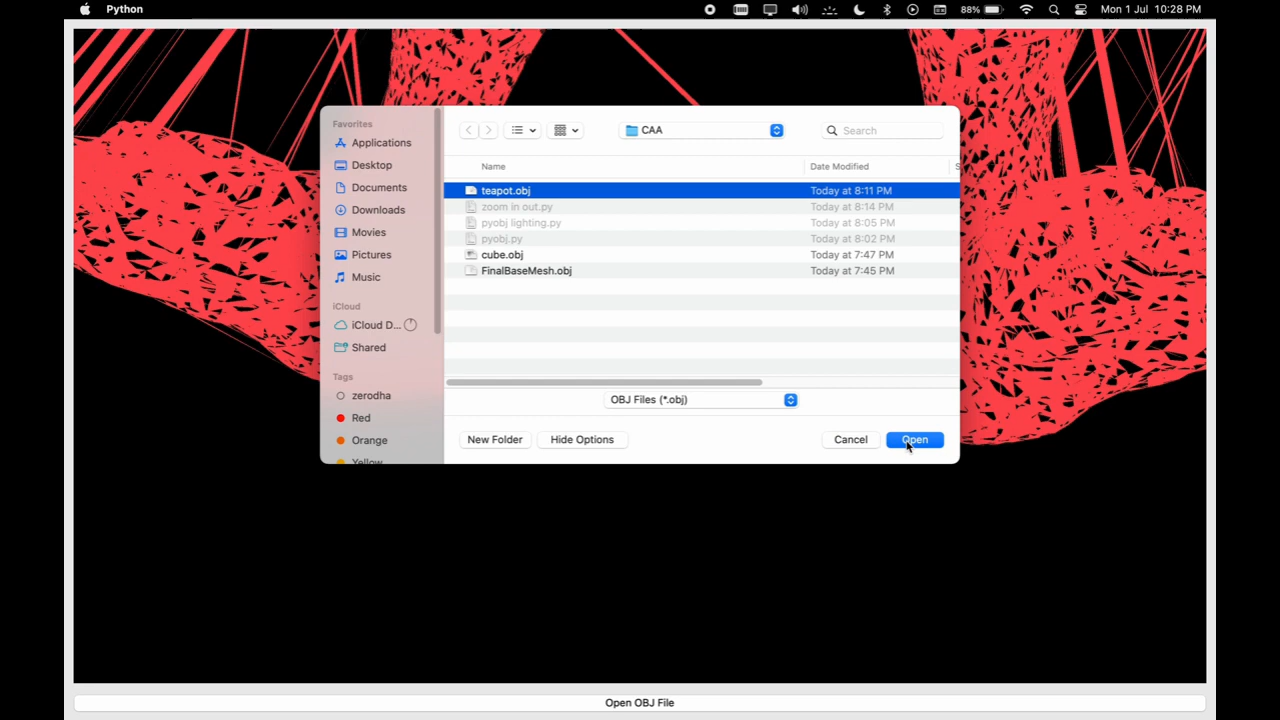 Python
88%
Mon 1 Jul 10:28 PM
Favorites
Applications
Desktop
Documents
Downloads
Movies
Pictures
Music
iCloud
iCloud D...
Shared
Tags
zerodha
Red
Orange
Yellow
CAA
Search
Name Date Modified S
teapot.obj Today at 8:11 PM
zoom in out.py Today at 8:14 PM
pyobj lighting.py Today at 8:05 PM
pyobj.py Today at 8:02 PM
cube.obj Today at 7:47 PM
FinalBaseMesh.obj Today at 7:45 PM
OBJ Files (*.obj)
New Folder Hide Options Cancel Open
Open OBJ File